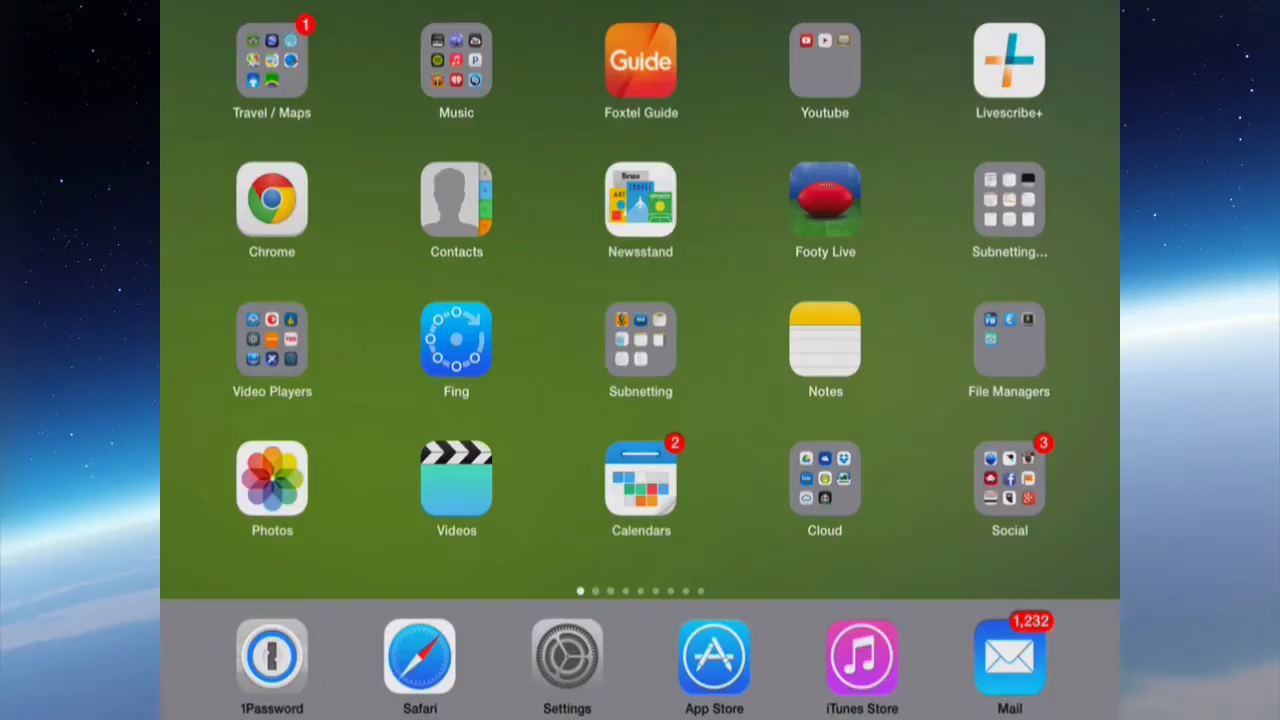 1
Travel / Maps
Music
Guide
Foxtel Guide
Youtube
Livescribe+
Chrome
Contacts
Newsstand
Footy Live
Subnetting...
Video Players
Fing
Subnetting
Notes
File Managers
2
3
Photos
Videos
Calendars
Cloud
Social
1,232
1Password
Safari
Settings
App Store
iTunes Store
Mail